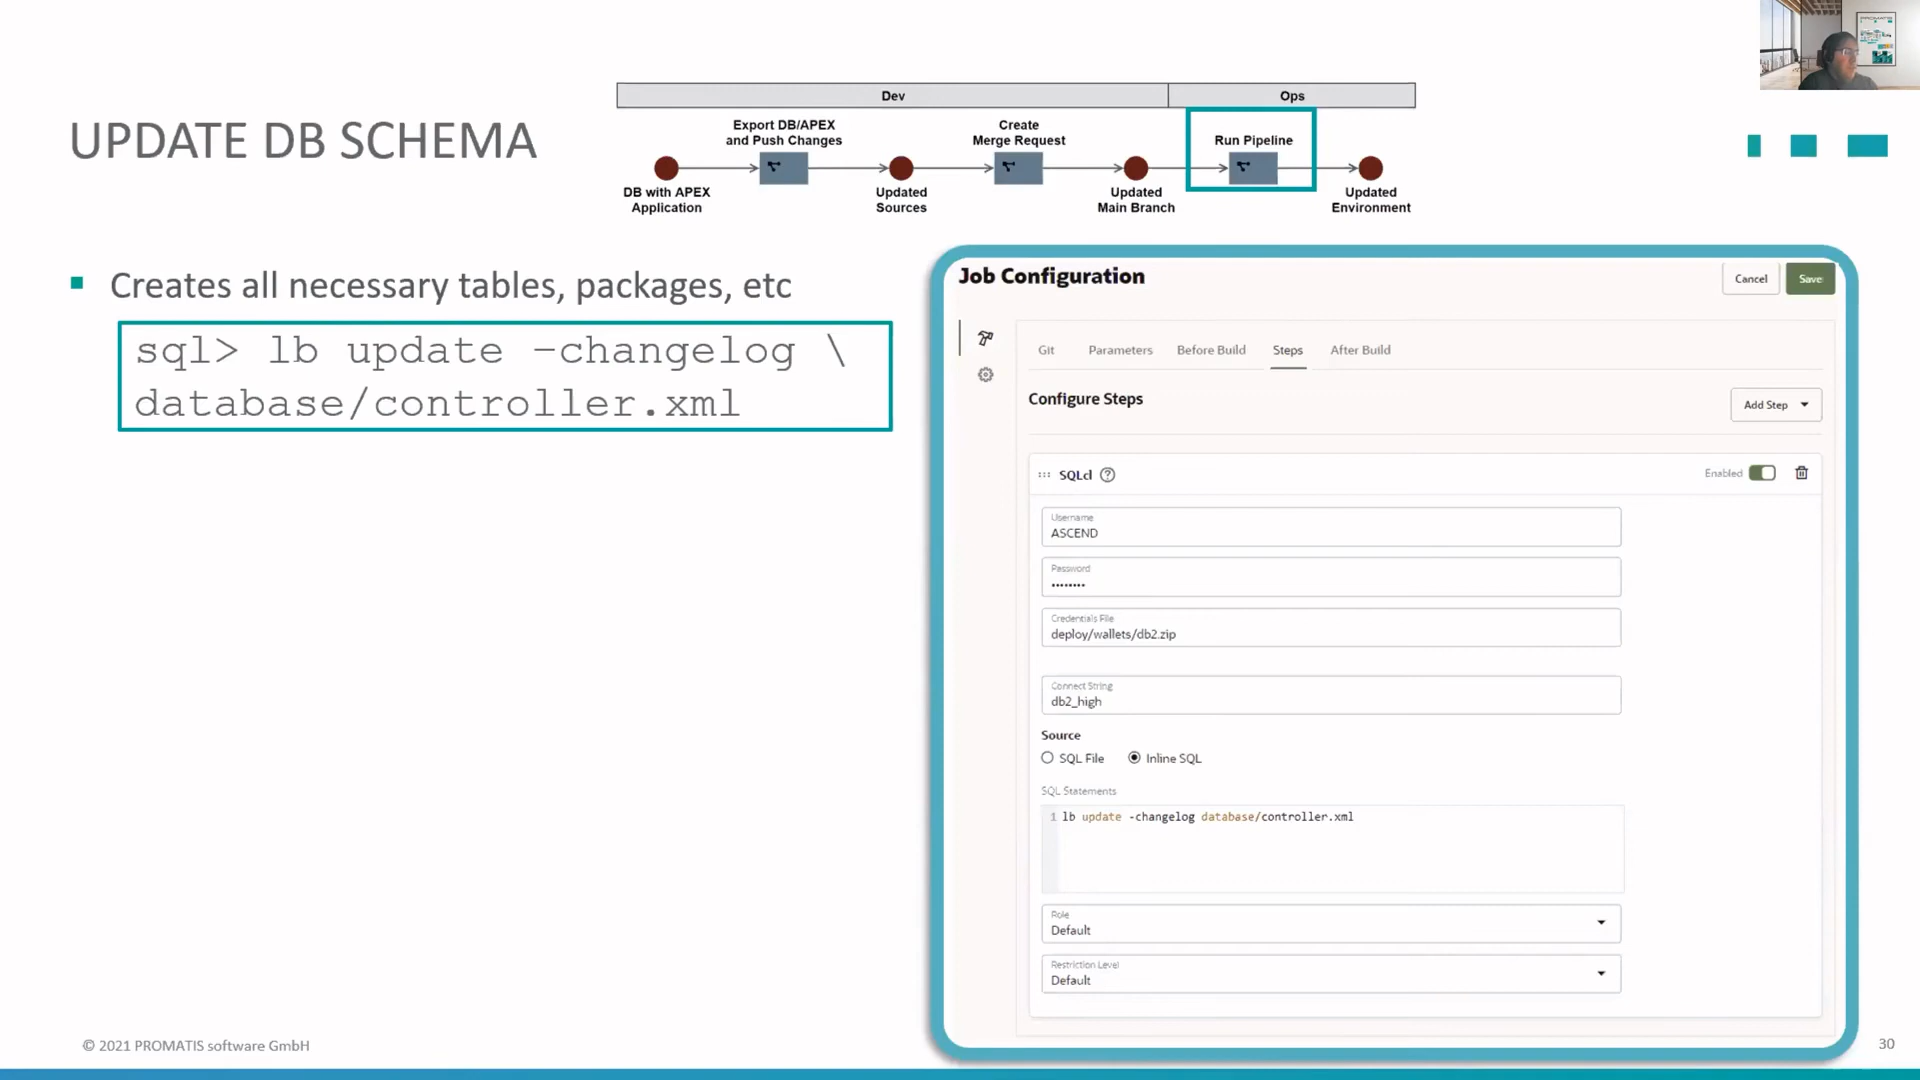 UPDATE DB SCHEMA
Dev
Ops
Export DB/APEX
and Push Changes
Create
Merge Request
Run Pipeline
DB with APEX
Application
Updated
Sources
Updated
Main Branch
Updated
Environment
Creates all necessary tables, packages, etc
sql> lb update –changelog \
database/controller.xml
Job Configuration
Cancel
Save
Git
Parameters
Before Build
Steps
After Build
Configure Steps
Add Step
SQLcl
Enabled
Username
ASCEND
Password
••••••••
Credentials File
deploy/wallets/db2.zip
Connect String
db2_high
Source
SQL File
Inline SQL
SQL Statements
1 lb update -changelog database/controller.xml
Role
Default
Restriction Level
Default
© 2021 PROMATIS software GmbH
30